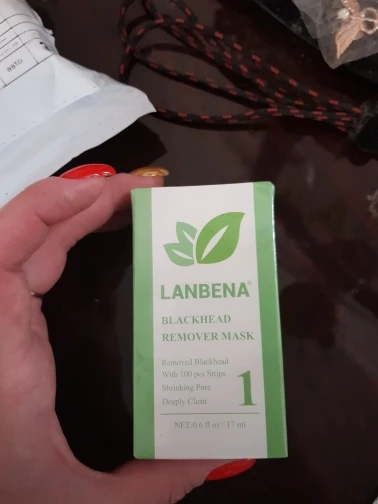 LANBENA®
BLACKHEAD
REMOVER MASK
Removed Blackhead
With 100 pcs Strips
Shrinking Pore
Deeply Clean
1
NET:0.6 fl oz / 17 ml